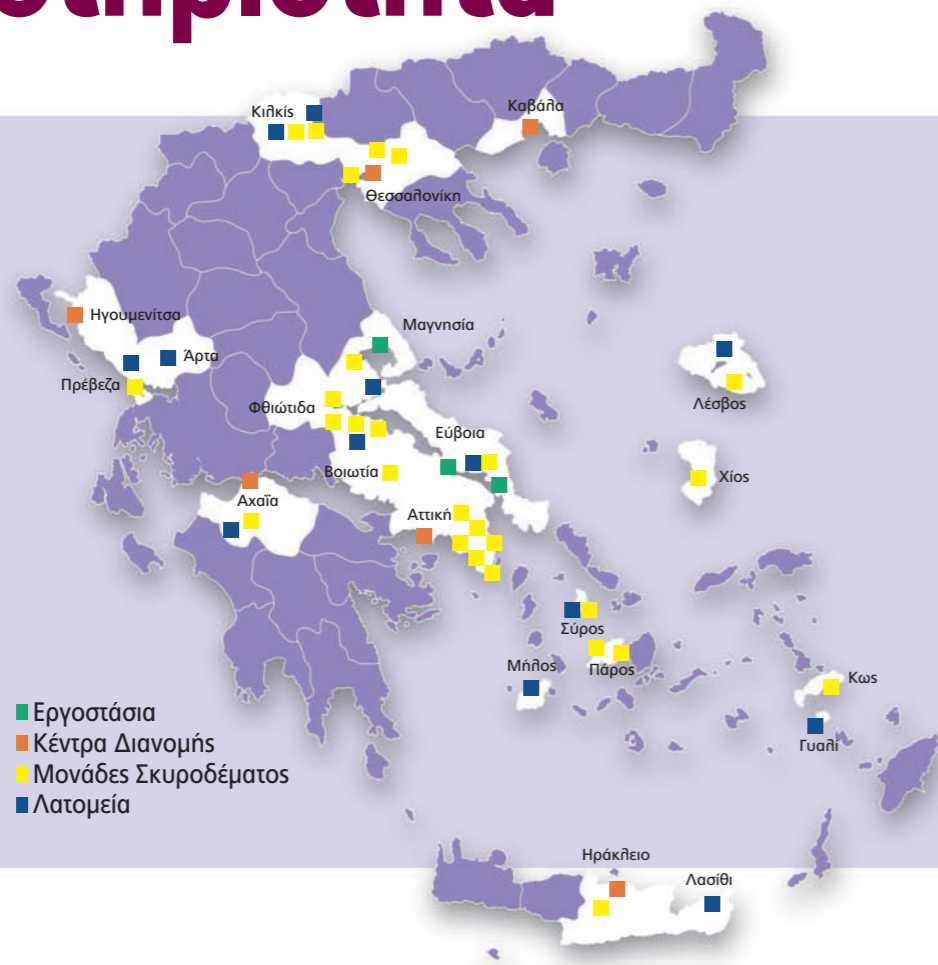 στηριότητα
Κιλκίς
Καβάλα
Θεσσαλονίκη
Ηγουμενίτσα
Μαγνησία
Άρτα
Πρέβεζα
Λέσβος
Φθιώτιδα
Εύβοια
Βοιωτία
Χίος
Αχαΐα
Αττική
Σύρος
Μήλος
Πάρος
Κως
Γυαλί
Εργοστάσια
Κέντρα Διανομής
Μονάδες Σκυροδέματος
Λατομεία
Ηράκλειο
Λασίθι